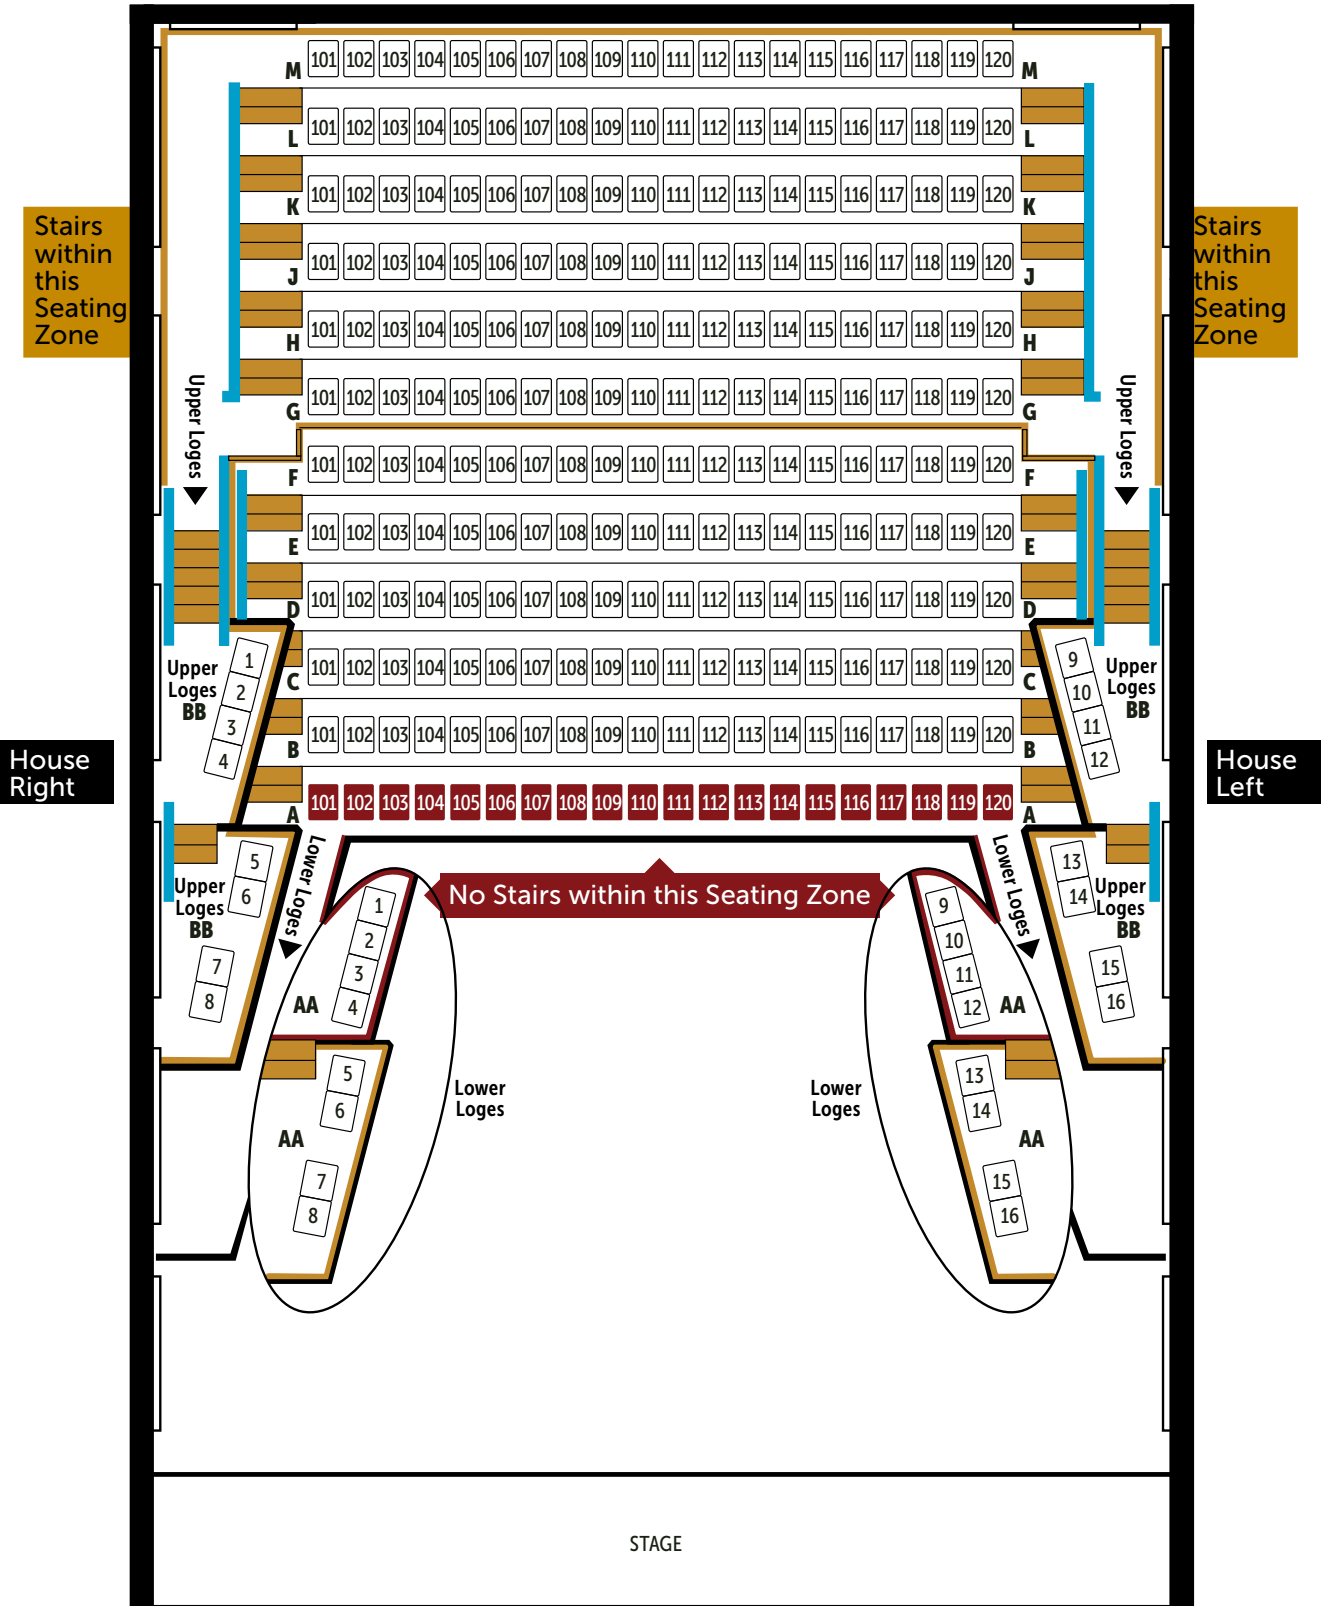 M 101 102 103 104 105 106 107 108 109 110 111 112 113 114 115 116 117 118 119 120 M
L 101 102 103 104 105 106 107 108 109 110 111 112 113 114 115 116 117 118 119 120 L
K 101 102 103 104 105 106 107 108 109 110 111 112 113 114 115 116 117 118 119 120 K
Stairs
within
this
Seating
Zone
Stairs
within
this
Seating
Zone
J 101 102 103 104 105 106 107 108 109 110 111 112 113 114 115 116 117 118 119 120 J
H 101 102 103 104 105 106 107 108 109 110 111 112 113 114 115 116 117 118 119 120 H
G 101 102 103 104 105 106 107 108 109 110 111 112 113 114 115 116 117 118 119 120 G
Upper Loges
Upper Loges
F 101 102 103 104 105 106 107 108 109 110 111 112 113 114 115 116 117 118 119 120 F
E 101 102 103 104 105 106 107 108 109 110 111 112 113 114 115 116 117 118 119 120 E
D 101 102 103 104 105 106 107 108 109 110 111 112 113 114 115 116 117 118 119 120 D
C 101 102 103 104 105 106 107 108 109 110 111 112 113 114 115 116 117 118 119 120 C
B 101 102 103 104 105 106 107 108 109 110 111 112 113 114 115 116 117 118 119 120 B
A 101 102 103 104 105 106 107 108 109 110 111 112 113 114 115 116 117 118 119 120 A
Upper
Loges
BB
1
2
3
4
9
10
11
12
Upper
Loges
BB
House
Right
House
Left
5
6
Upper
Loges
BB
7
8
Lower Loges
No Stairs within this Seating Zone
Lower Loges
13
14
Upper
Loges
BB
15
16
1
2
3
4
AA
9
10
11
12
AA
5
6
AA
7
8
Lower
Loges
Lower
Loges
13
14
AA
15
16
STAGE